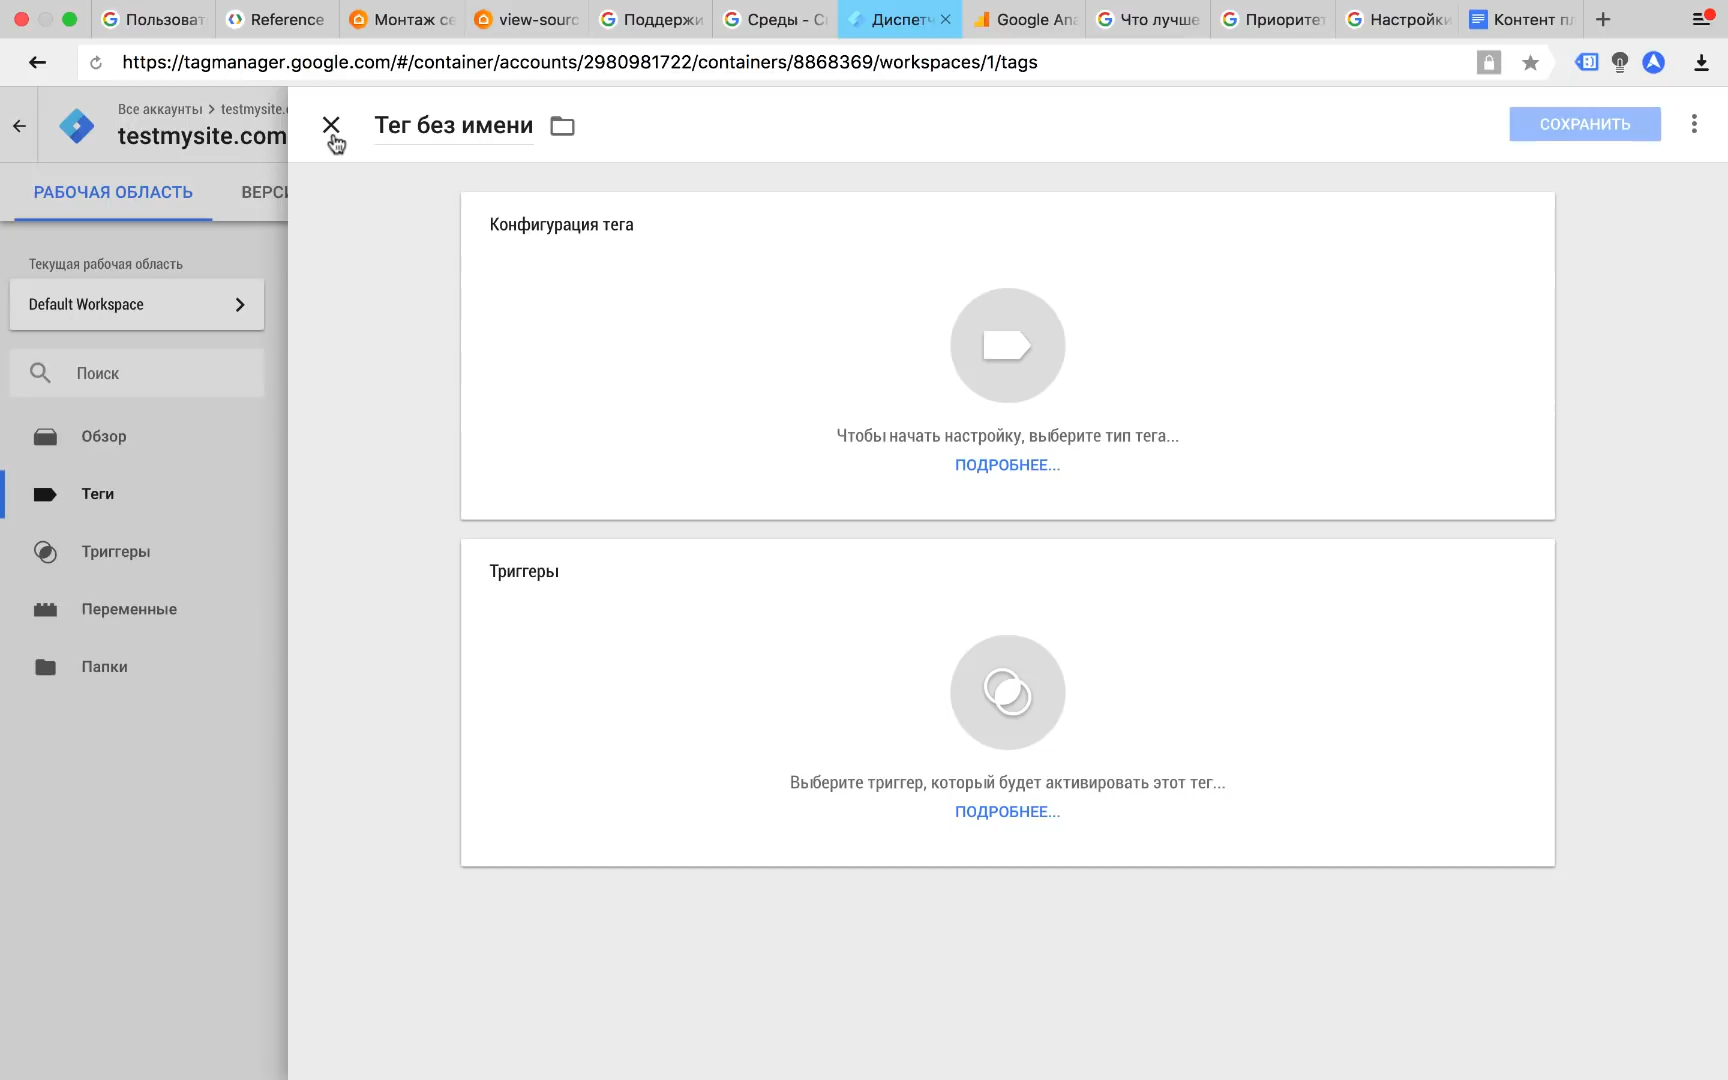 Пользоват
Reference
Монтаж се
view-sourc
Поддержи
Среды - С
Диспетч
Google Ana
Что лучше
Приоритет
Настройки
Контент пл
https://tagmanager.google.com/#/container/accounts/2980981722/containers/8868369/workspaces/1/tags
Все аккаунты > testmysite.c
testmysite.com
Тег без имени
СОХРАНИТЬ
РАБОЧАЯ ОБЛАСТЬ
ВЕРСИ
Текущая рабочая область
Default Workspace
Поиск
Обзор
Теги
Триггеры
Переменные
Папки
Конфигурация тега
Чтобы начать настройку, выберите тип тега...
ПОДРОБНЕЕ...
Триггеры
Выберите триггер, который будет активировать этот тег...
ПОДРОБНЕЕ...